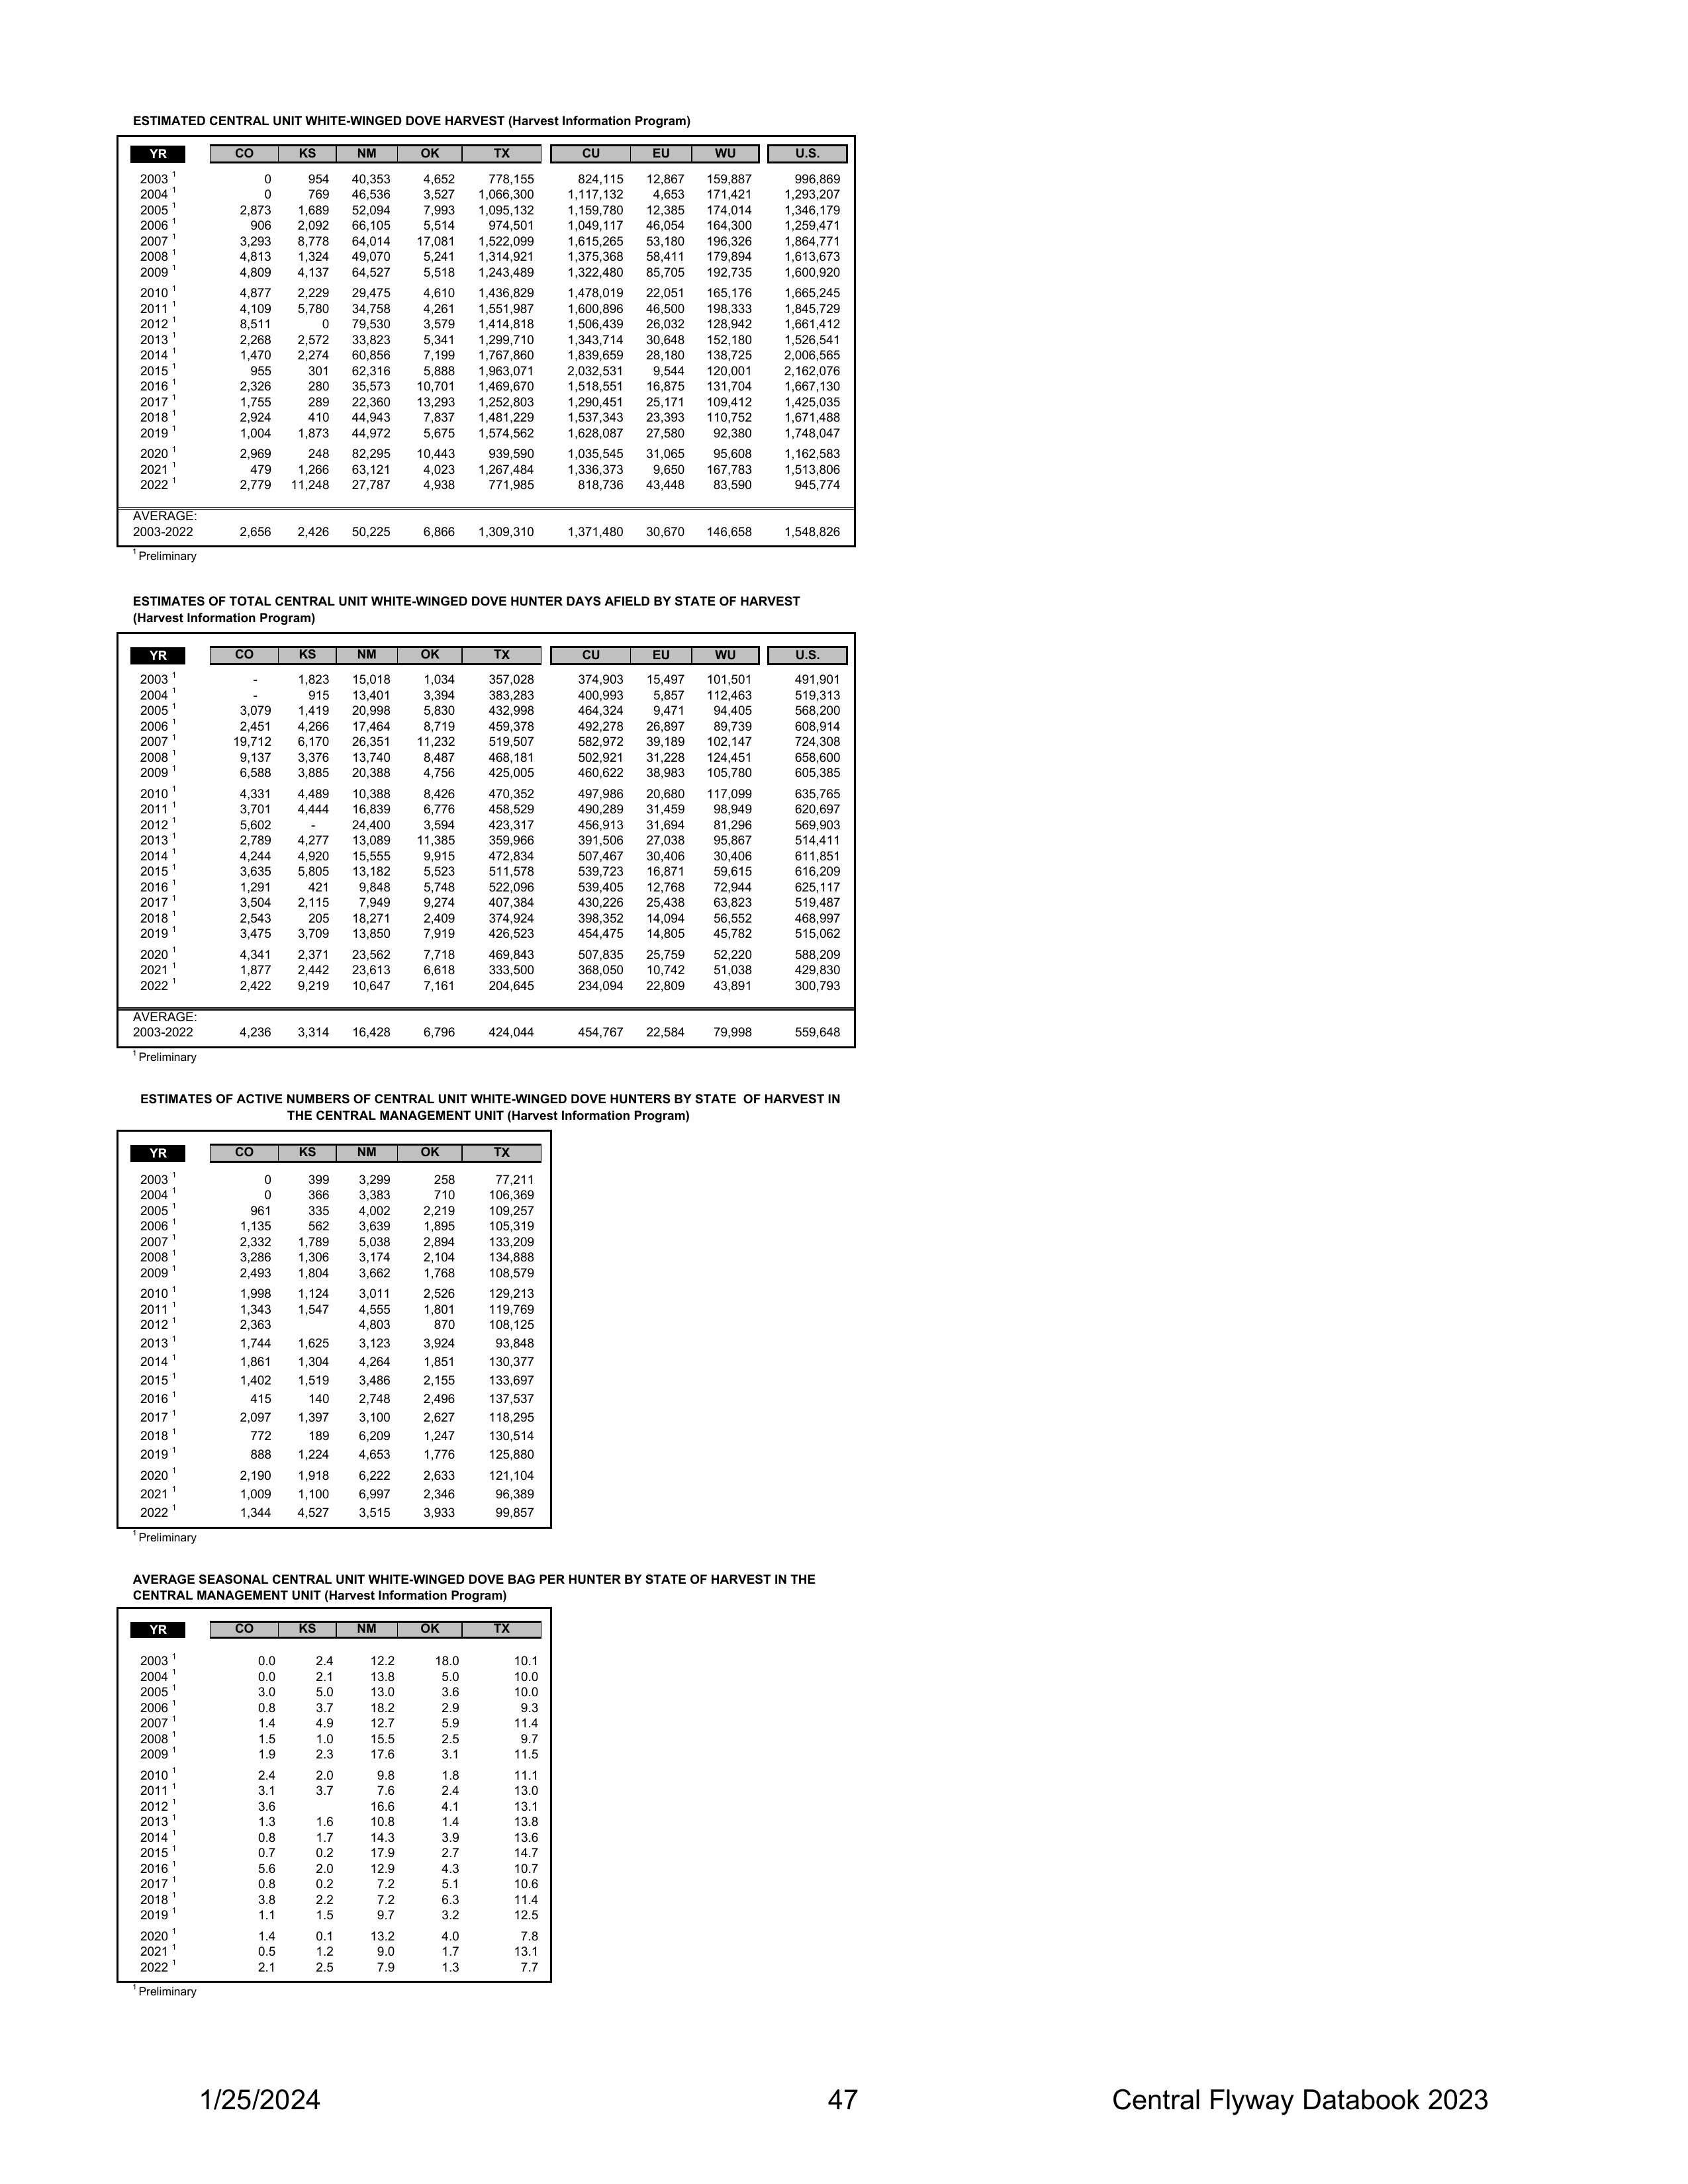 ESTIMATED CENTRAL UNIT WHITE-WINGED DOVE HARVEST (Harvest Information Program)
YR CO KS NM OK TX CU EU WU U.S.
2003 1 0 954 40,353 4,652 778,155 824,115 12,867 159,887 996,869
2004 1 0 769 46,536 3,527 1,066,300 1,117,132 4,653 171,421 1,293,207
2005 1 2,873 1,689 52,094 7,993 1,095,132 1,159,780 12,385 174,014 1,346,179
2006 1 906 2,092 66,105 5,514 974,501 1,049,117 46,054 164,300 1,259,471
2007 1 3,293 8,778 64,014 17,081 1,522,099 1,615,265 53,180 196,326 1,864,771
2008 1 4,813 1,324 49,070 5,241 1,314,921 1,375,368 58,411 179,894 1,613,673
2009 1 4,809 4,137 64,527 5,518 1,243,489 1,322,480 85,705 192,735 1,600,920
2010 1 4,877 2,229 29,475 4,610 1,436,829 1,478,019 22,051 165,176 1,665,245
2011 1 4,109 5,780 34,758 4,261 1,551,987 1,600,896 46,500 198,333 1,845,729
2012 1 8,511 0 79,530 3,579 1,414,818 1,506,439 26,032 128,942 1,661,412
2013 1 2,268 2,572 33,823 5,341 1,299,710 1,343,714 30,648 152,180 1,526,541
2014 1 1,470 2,274 60,856 7,199 1,767,860 1,839,659 28,180 138,725 2,006,565
2015 1 955 301 62,316 5,888 1,963,071 2,032,531 9,544 120,001 2,162,076
2016 1 2,326 280 35,573 10,701 1,469,670 1,518,551 16,875 131,704 1,667,130
2017 1 1,755 289 22,360 13,293 1,252,803 1,290,451 25,171 109,412 1,425,035
2018 1 2,924 410 44,943 7,837 1,481,229 1,537,343 23,393 110,752 1,671,488
2019 1 1,004 1,873 44,972 5,675 1,574,562 1,628,087 27,580 92,380 1,748,047
2020 1 2,969 248 82,295 10,443 939,590 1,035,545 31,065 95,608 1,162,583
2021 1 479 1,266 63,121 4,023 1,267,484 1,336,373 9,650 167,783 1,513,806
2022 1 2,779 11,248 27,787 4,938 771,985 818,736 43,448 83,590 945,774
AVERAGE:
2003-2022 2,656 2,426 50,225 6,866 1,309,310 1,371,480 30,670 146,658 1,548,826
1 Preliminary
ESTIMATES OF TOTAL CENTRAL UNIT WHITE-WINGED DOVE HUNTER DAYS AFIELD BY STATE OF HARVEST
(Harvest Information Program)
YR CO KS NM OK TX CU EU WU U.S.
2003 1 - 1,823 15,018 1,034 357,028 374,903 15,497 101,501 491,901
2004 1 - 915 13,401 3,394 383,283 400,993 5,857 112,463 519,313
2005 1 3,079 1,419 20,998 5,830 432,998 464,324 9,471 94,405 568,200
2006 1 2,451 4,266 17,464 8,719 459,378 492,278 26,897 89,739 608,914
2007 1 19,712 6,170 26,351 11,232 519,507 582,972 39,189 102,147 724,308
2008 1 9,137 3,376 13,740 8,487 468,181 502,921 31,228 124,451 658,600
2009 1 6,588 3,885 20,388 4,756 425,005 460,622 38,983 105,780 605,385
2010 1 4,331 4,489 10,388 8,426 470,352 497,986 20,680 117,099 635,765
2011 1 3,701 4,444 16,839 6,776 458,529 490,289 31,459 98,949 620,697
2012 1 5,602 - 24,400 3,594 423,317 456,913 31,694 81,296 569,903
2013 1 2,789 4,277 13,089 11,385 359,966 391,506 27,038 95,867 514,411
2014 1 4,244 4,920 15,555 9,915 472,834 507,467 30,406 30,406 611,851
2015 1 3,635 5,805 13,182 5,523 511,578 539,723 16,871 59,615 616,209
2016 1 1,291 421 9,848 5,748 522,096 539,405 12,768 72,944 625,117
2017 1 3,504 2,115 7,949 9,274 407,384 430,226 25,438 63,823 519,487
2018 1 2,543 205 18,271 2,409 374,924 398,352 14,094 56,552 468,997
2019 1 3,475 3,709 13,850 7,919 426,523 454,475 14,805 45,782 515,062
2020 1 4,341 2,371 23,562 7,718 469,843 507,835 25,759 52,220 588,209
2021 1 1,877 2,442 23,613 6,618 333,500 368,050 10,742 51,038 429,830
2022 1 2,422 9,219 10,647 7,161 204,645 234,094 22,809 43,891 300,793
AVERAGE:
2003-2022 4,236 3,314 16,428 6,796 424,044 454,767 22,584 79,998 559,648
1 Preliminary
ESTIMATES OF ACTIVE NUMBERS OF CENTRAL UNIT WHITE-WINGED DOVE HUNTERS BY STATE OF HARVEST IN
THE CENTRAL MANAGEMENT UNIT (Harvest Information Program)
YR CO KS NM OK TX
2003 1 0 399 3,299 258 77,211
2004 1 0 366 3,383 710 106,369
2005 1 961 335 4,002 2,219 109,257
2006 1 1,135 562 3,639 1,895 105,319
2007 1 2,332 1,789 5,038 2,894 133,209
2008 1 3,286 1,306 3,174 2,104 134,888
2009 1 2,493 1,804 3,662 1,768 108,579
2010 1 1,998 1,124 3,011 2,526 129,213
2011 1 1,343 1,547 4,555 1,801 119,769
2012 1 2,363 4,803 870 108,125
2013 1 1,744 1,625 3,123 3,924 93,848
2014 1 1,861 1,304 4,264 1,851 130,377
2015 1 1,402 1,519 3,486 2,155 133,697
2016 1 415 140 2,748 2,496 137,537
2017 1 2,097 1,397 3,100 2,627 118,295
2018 1 772 189 6,209 1,247 130,514
2019 1 888 1,224 4,653 1,776 125,880
2020 1 2,190 1,918 6,222 2,633 121,104
2021 1 1,009 1,100 6,997 2,346 96,389
2022 1 1,344 4,527 3,515 3,933 99,857
1 Preliminary
AVERAGE SEASONAL CENTRAL UNIT WHITE-WINGED DOVE BAG PER HUNTER BY STATE OF HARVEST IN THE
CENTRAL MANAGEMENT UNIT (Harvest Information Program)
YR CO KS NM OK TX
2003 1 0.0 2.4 12.2 18.0 10.1
2004 1 0.0 2.1 13.8 5.0 10.0
2005 1 3.0 5.0 13.0 3.6 10.0
2006 1 0.8 3.7 18.2 2.9 9.3
2007 1 1.4 4.9 12.7 5.9 11.4
2008 1 1.5 1.0 15.5 2.5 9.7
2009 1 1.9 2.3 17.6 3.1 11.5
2010 1 2.4 2.0 9.8 1.8 11.1
2011 1 3.1 3.7 7.6 2.4 13.0
2012 1 3.6 16.6 4.1 13.1
2013 1 1.3 1.6 10.8 1.4 13.8
2014 1 0.8 1.7 14.3 3.9 13.6
2015 1 0.7 0.2 17.9 2.7 14.7
2016 1 5.6 2.0 12.9 4.3 10.7
2017 1 0.8 0.2 7.2 5.1 10.6
2018 1 3.8 2.2 7.2 6.3 11.4
2019 1 1.1 1.5 9.7 3.2 12.5
2020 1 1.4 0.1 13.2 4.0 7.8
2021 1 0.5 1.2 9.0 1.7 13.1
2022 1 2.1 2.5 7.9 1.3 7.7
1 Preliminary
1/25/2024 47 Central Flyway Databook 2023